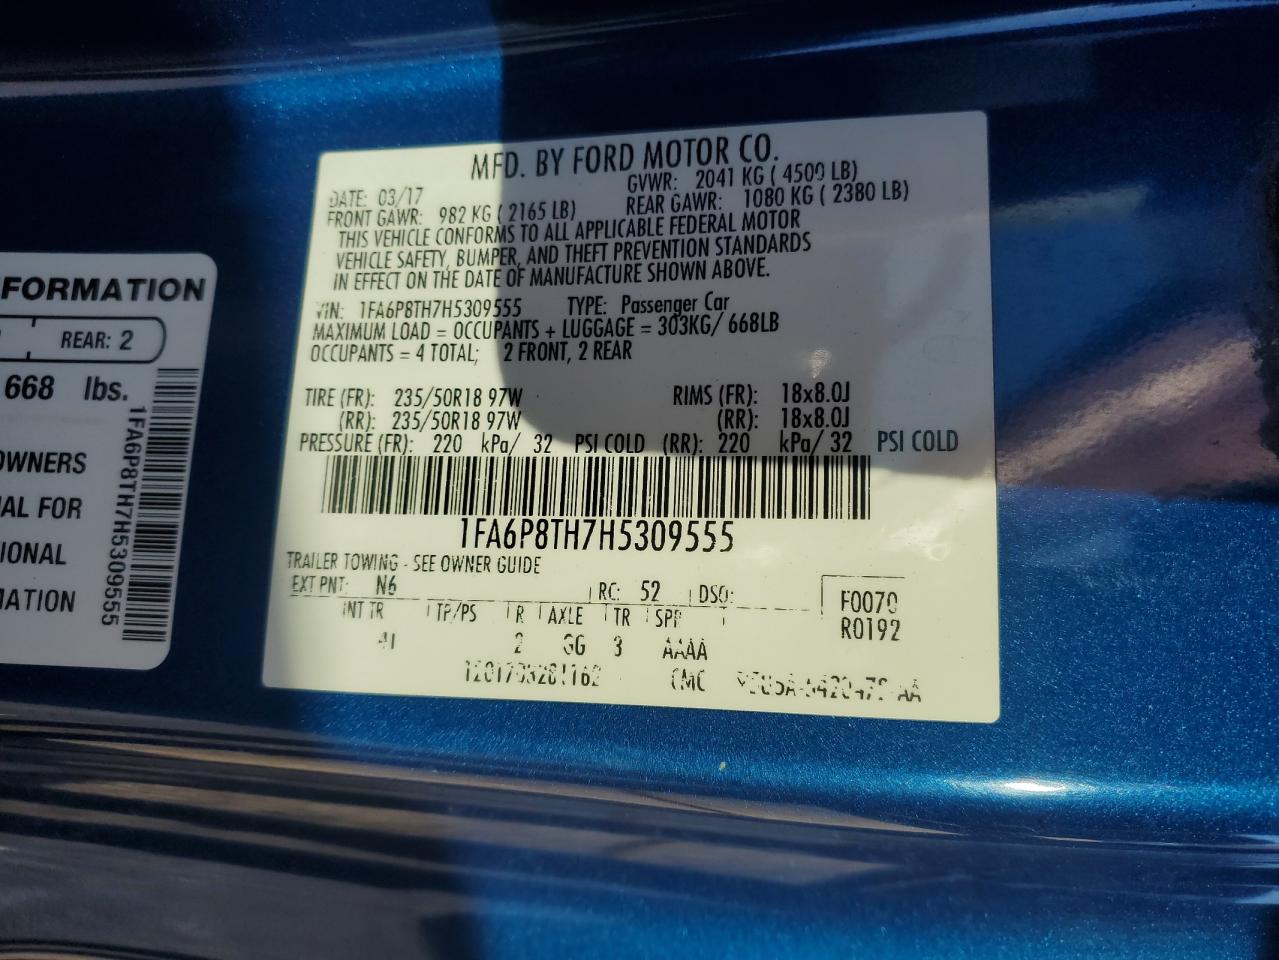 FORMATION
REAR: 2
668 lbs.
OWNERS
IAL FOR
TIONAL
MATION
1FA6P8TH7H5309555
MFD. BY FORD MOTOR CO.
DATE: 03/17 GVWR: 2041 KG ( 4500 LB)
FRONT GAWR: 982 KG ( 2165 LB) REAR GAWR: 1080 KG ( 2380 LB)
THIS VEHICLE CONFORMS TO ALL APPLICABLE FEDERAL MOTOR
VEHICLE SAFETY, BUMPER, AND THEFT PREVENTION STANDARDS
IN EFFECT ON THE DATE OF MANUFACTURE SHOWN ABOVE.
VIN: 1FA6P8TH7H5309555 TYPE: Passenger Car
MAXIMUM LOAD = OCCUPANTS + LUGGAGE = 303KG/ 668LB
OCCUPANTS = 4 TOTAL; 2 FRONT, 2 REAR
TIRE (FR): 235/50R18 97W RIMS (FR): 18x8.0J
(RR): 235/50R18 97W (RR): 18x8.0J
PRESSURE (FR): 220 kPa/ 32 PSI COLD (RR): 220 kPa/ 32 PSI COLD
1FA6P8TH7H5309555
TRAILER TOWING - SEE OWNER GUIDE
EXT PNT: N6 RC: 52 DSO:
INT TR TP/PS R AXLE TR SPR
2 GG 3 AAAA
F0070
R0192
CMC